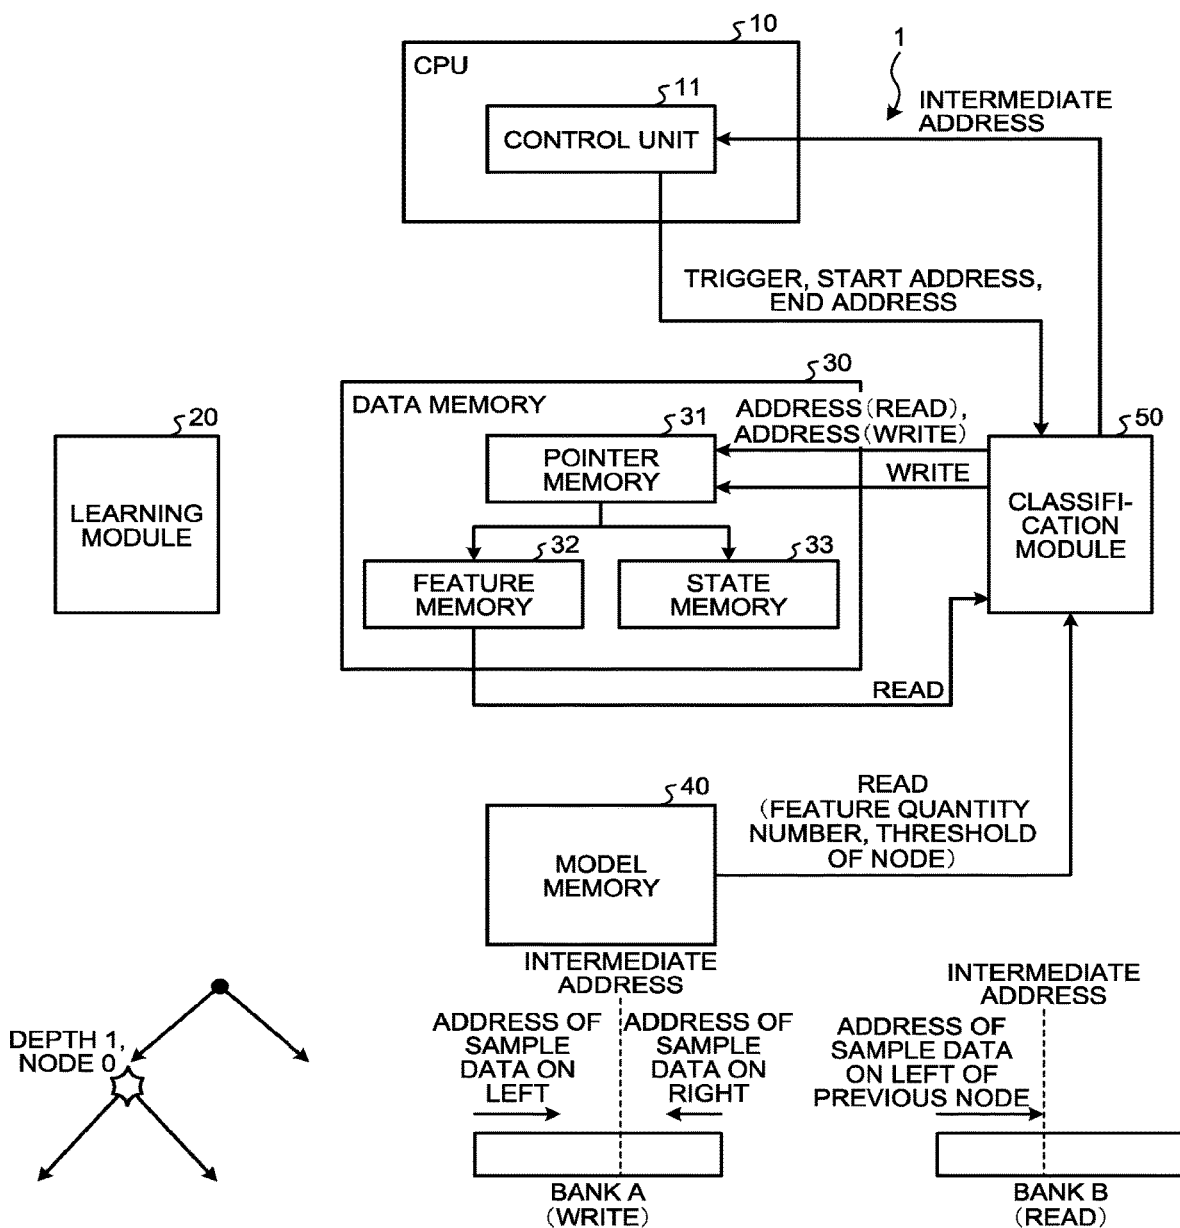 10
CPU
11
CONTROL UNIT
1
INTERMEDIATE
ADDRESS
TRIGGER, START ADDRESS,
END ADDRESS
30
DATA MEMORY
20
LEARNING
MODULE
31
POINTER
MEMORY
ADDRESS(READ),
ADDRESS(WRITE)
WRITE
50
CLASSIFI-
CATION
MODULE
32
FEATURE
MEMORY
33
STATE
MEMORY
READ
40
MODEL
MEMORY
READ
(FEATURE QUANTITY
NUMBER, THRESHOLD
OF NODE)
DEPTH 1,
NODE 0
INTERMEDIATE
ADDRESS
ADDRESS OF
SAMPLE
DATA ON
LEFT
ADDRESS OF
SAMPLE
DATA ON
RIGHT
BANK A
(WRITE)
INTERMEDIATE
ADDRESS
ADDRESS OF
SAMPLE DATA
ON LEFT OF
PREVIOUS NODE
BANK B
(READ)